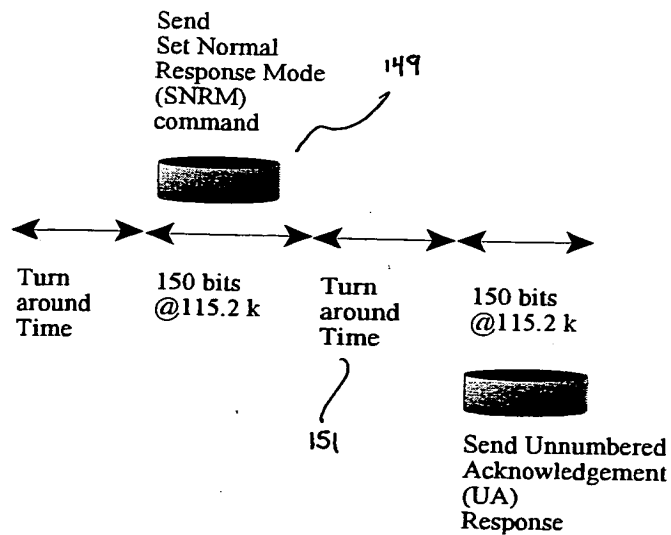 Send
Set Normal
Response Mode
(SNRM)
command
149
Turn
around
Time
150 bits
@115.2 k
Turn
around
Time
150 bits
@115.2 k
151
Send Unnumbered
Acknowledgement
(UA)
Response